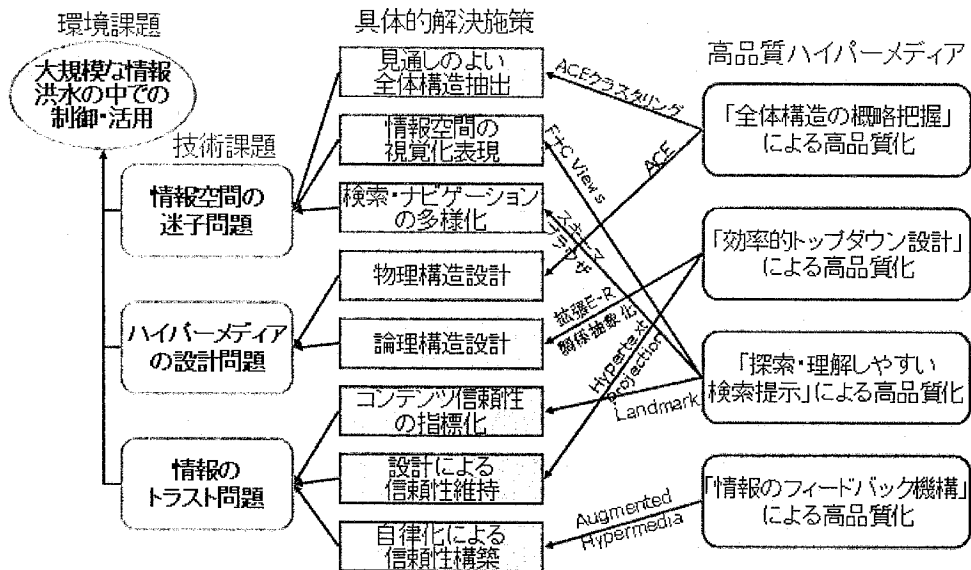 環境課題
大規模な情報
洪水の中での
制御・活用
技術課題
情報空間の
迷子問題
ハイパーメディア
の設計問題
情報の
トラスト問題
具体的解決施策
見通しのよい
全体構造抽出
情報空間の
視覚化表現
検索・ナビゲーション
の多様化
物理構造設計
論理構造設計
コンテンツ信頼性
の指標化
設計による
信頼性維持
自律化による
信頼性構築
ACEクラスタリング
ACE
FTC Views
スキーマ
ブラウザ
拡張E-R
関係抽象化
Hypertext
projection
Landmark
Augmented
Hypermedia
高品質ハイパーメディア
「全体構造の概略把握」
による高品質化
「効率的トップダウン設計」
による高品質化
「探索・理解しやすい
検索提示」による高品質化
「情報のフィードバック機構」
による高品質化